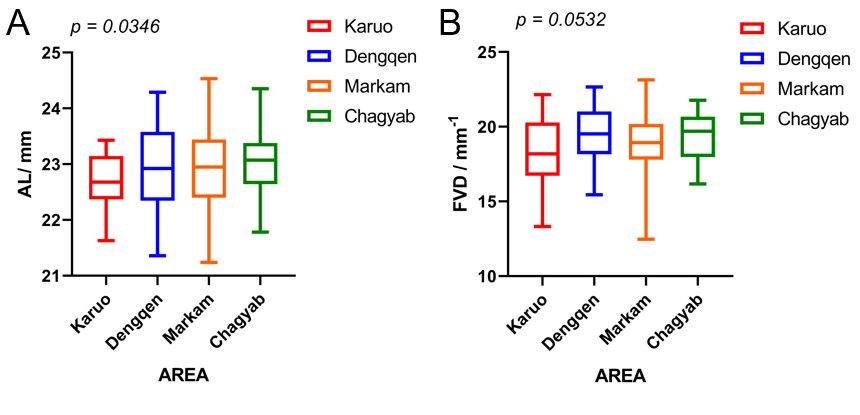 A
p = 0.0346
Karuo
Dengqen
Markam
Chagyab
25
24
23
22
21
AL/ mm
Karuo
Dengqen
Markam
Chagyab
AREA
B
p = 0.0532
Karuo
Dengqen
Markam
Chagyab
25
20
15
10
FVD / mm-1
Karuo
Dengqen
Markam
Chagyab
AREA